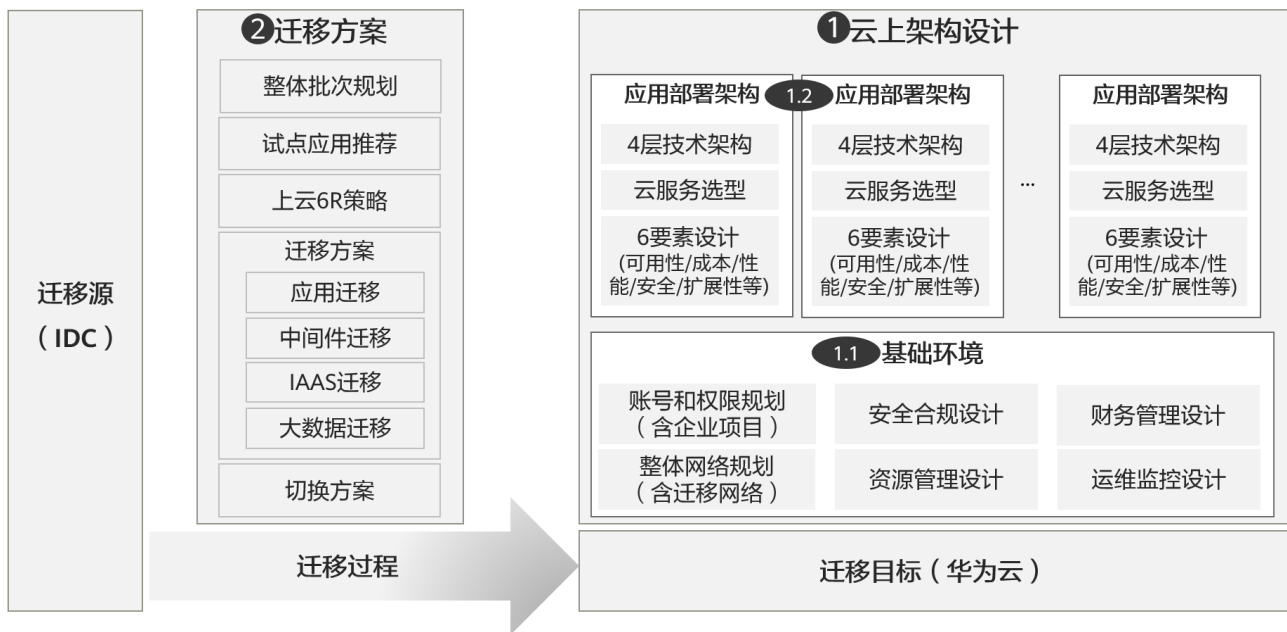 迁移源
（IDC）
❷迁移方案
整体批次规划
试点应用推荐
上云6R策略
迁移方案
应用迁移
中间件迁移
IAAS迁移
大数据迁移
切换方案
迁移过程
❶云上架构设计
应用部署架构
4层技术架构
云服务选型
6要素设计
(可用性/成本/性
能/安全/扩展性等)
1.2
应用部署架构
4层技术架构
云服务选型
6要素设计
(可用性/成本/性
能/安全/扩展性等)
...
应用部署架构
4层技术架构
云服务选型
6要素设计
(可用性/成本/性
能/安全/扩展性等)
1.1 基础环境
账号和权限规划
（含企业项目）
安全合规设计
财务管理设计
整体网络规划
（含迁移网络）
资源管理设计
运维监控设计
迁移目标（华为云）